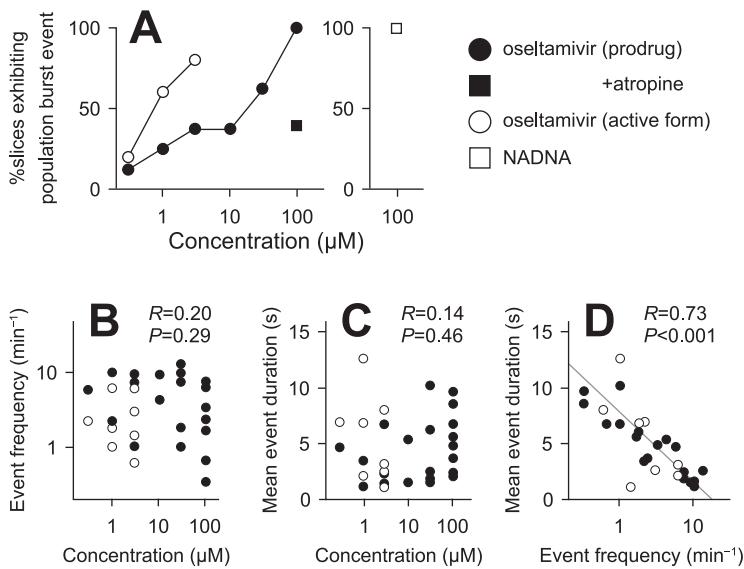 A
%slices exhibiting
population burst event
100
50
0
1
10
100
Concentration (µM)
100
50
0
100
oseltamivir (prodrug)
+atropine
oseltamivir (active form)
NADNA
B
R=0.20
P=0.29
Event frequency (min⁻¹)
10
1
1
10
100
Concentration (µM)
C
R=0.14
P=0.46
Mean event duration (s)
15
10
5
0
1
10
100
Concentration (µM)
D
R=0.73
P<0.001
Mean event duration (s)
15
10
5
0
1
10
Event frequency (min⁻¹)